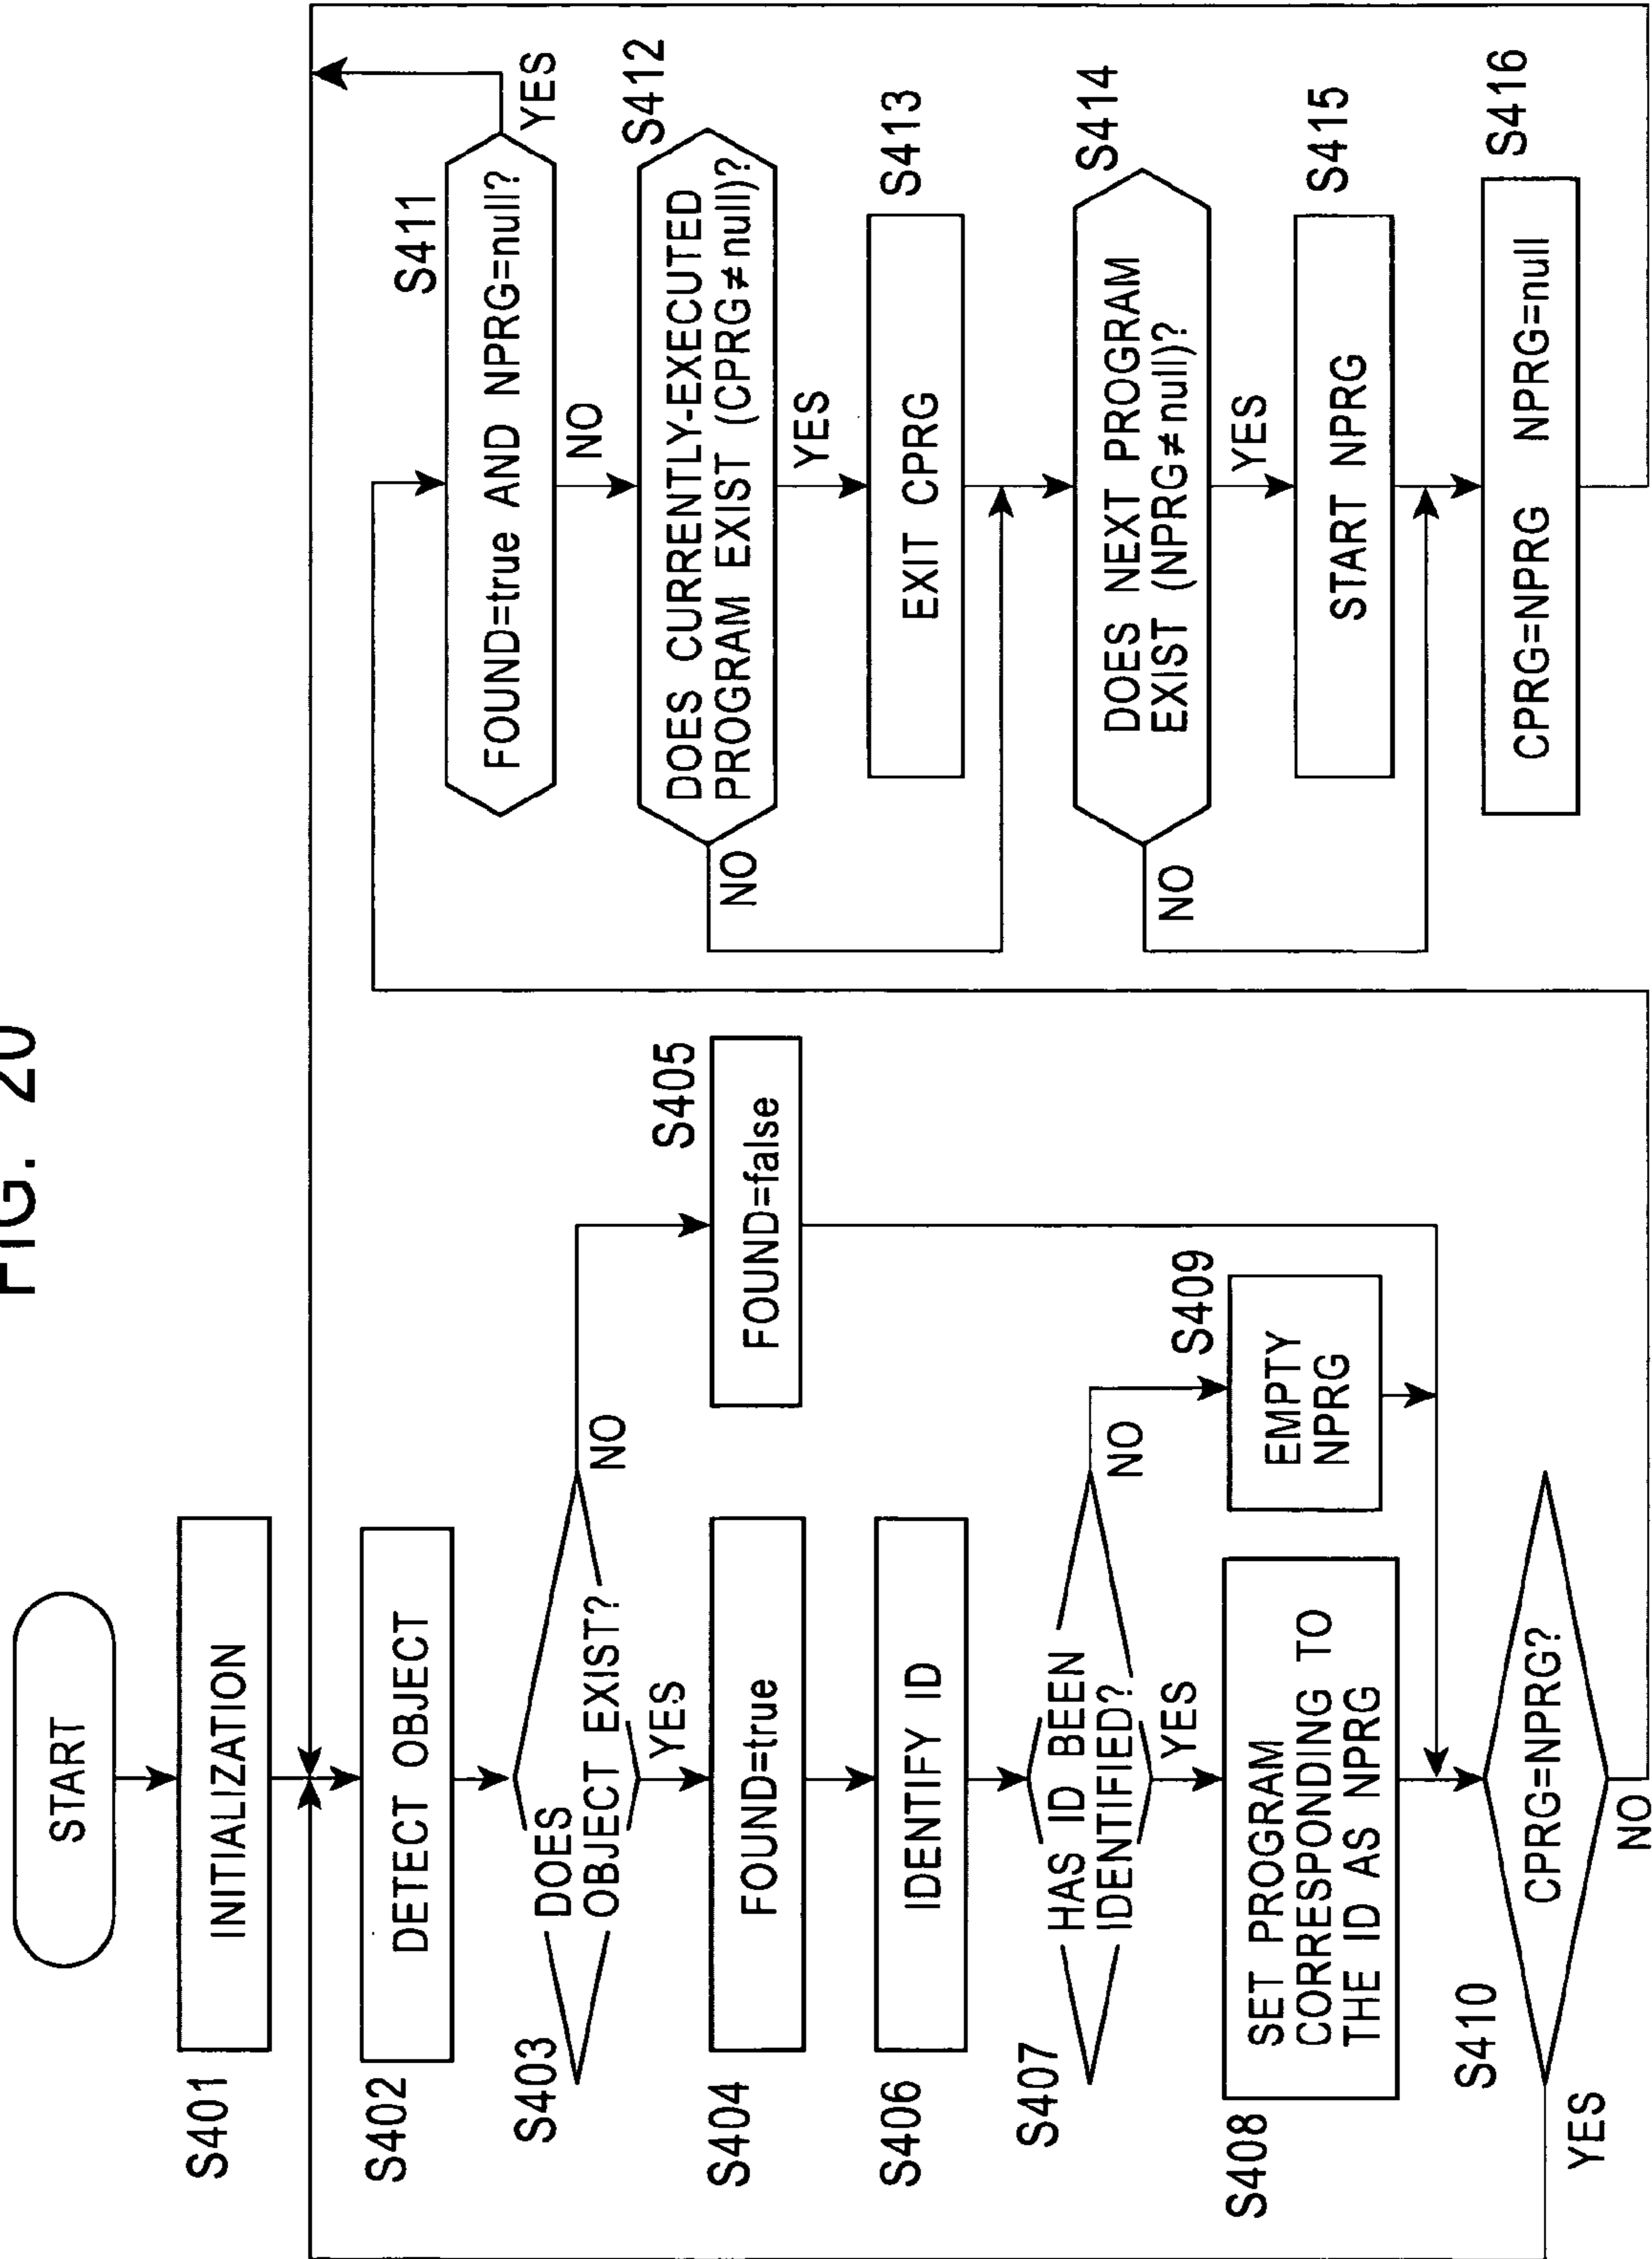 FIG. 20
START
S401
INITIALIZATION
S402
DETECT OBJECT
S403
DOES
OBJECT EXIST?
NO
YES
S404
FOUND=true
S405
FOUND=false
S406
IDENTIFY ID
S407
HAS ID BEEN
IDENTIFIED?
NO
YES
S408
SET PROGRAM
CORRESPONDING TO
THE ID AS NPRG
S409
EMPTY
NPRG
S410
CPRG=NPRG?
YES
NO
S411
FOUND=true AND NPRG=null?
YES
NO
S412
DOES CURRENTLY-EXECUTED
PROGRAM EXIST (CPRG≠null)?
NO
YES
S413
EXIT CPRG
S414
DOES NEXT PROGRAM
EXIST (NPRG≠null)?
NO
YES
S415
START NPRG
S416
CPRG=NPRG NPRG=null